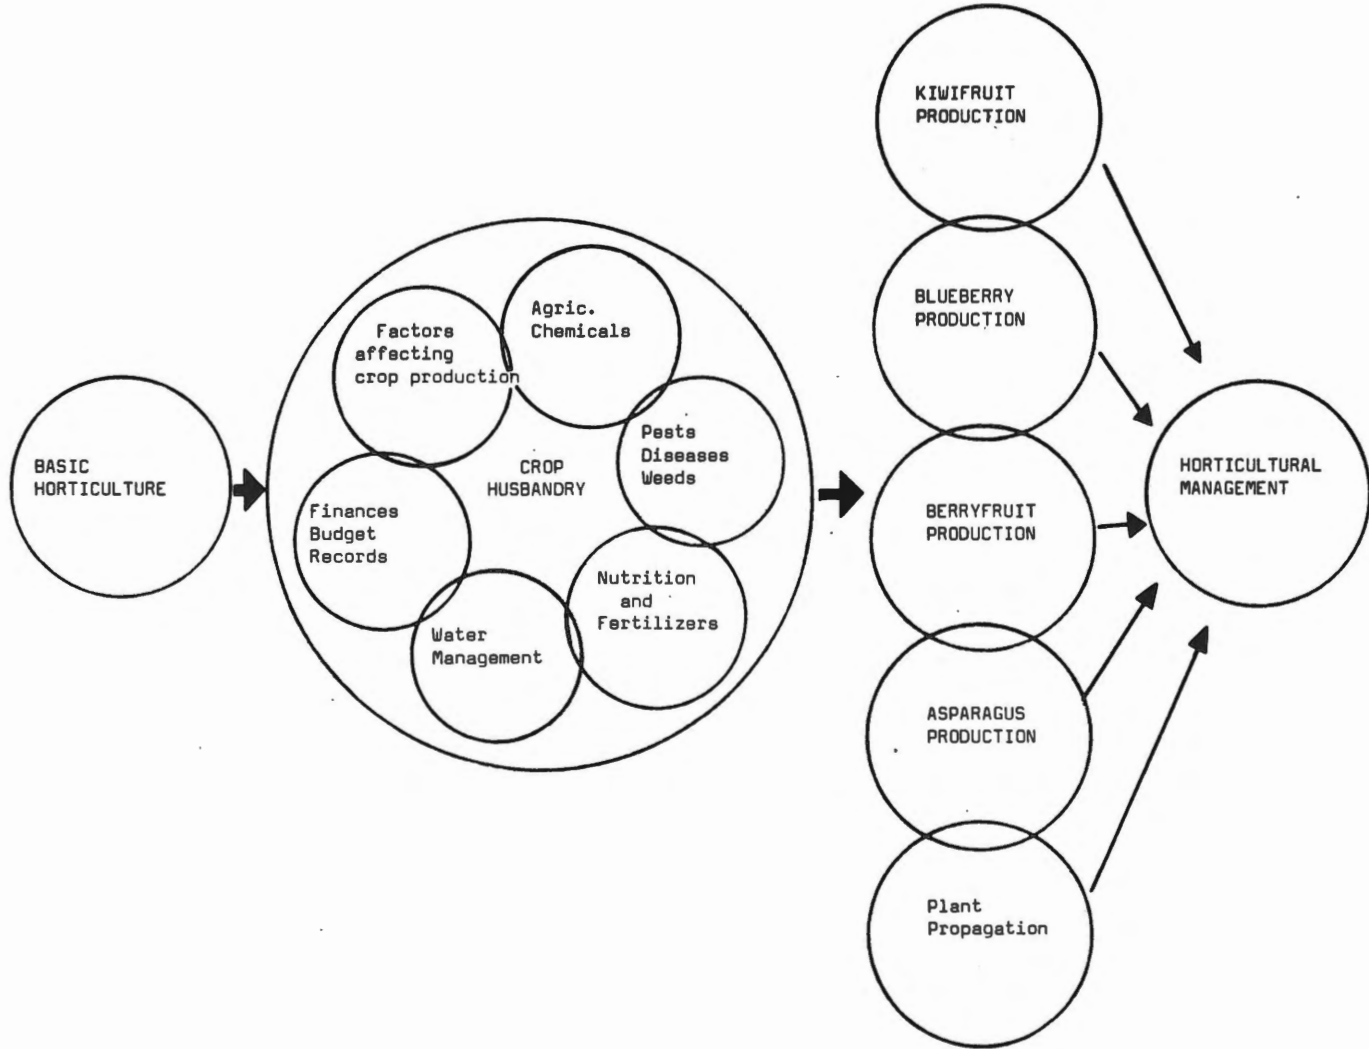 BASIC
HORTICULTURE
Factors
affecting
crop production
Agric.
Chemicals
Pests
Diseases
Weeds
CROP
HUSBANDRY
Finances
Budget
Records
Nutrition
and
Fertilizers
Water
Management
KIWIFRUIT
PRODUCTION
BLUEBERRY
PRODUCTION
BERRYFRUIT
PRODUCTION
ASPARAGUS
PRODUCTION
Plant
Propagation
HORTICULTURAL
MANAGEMENT